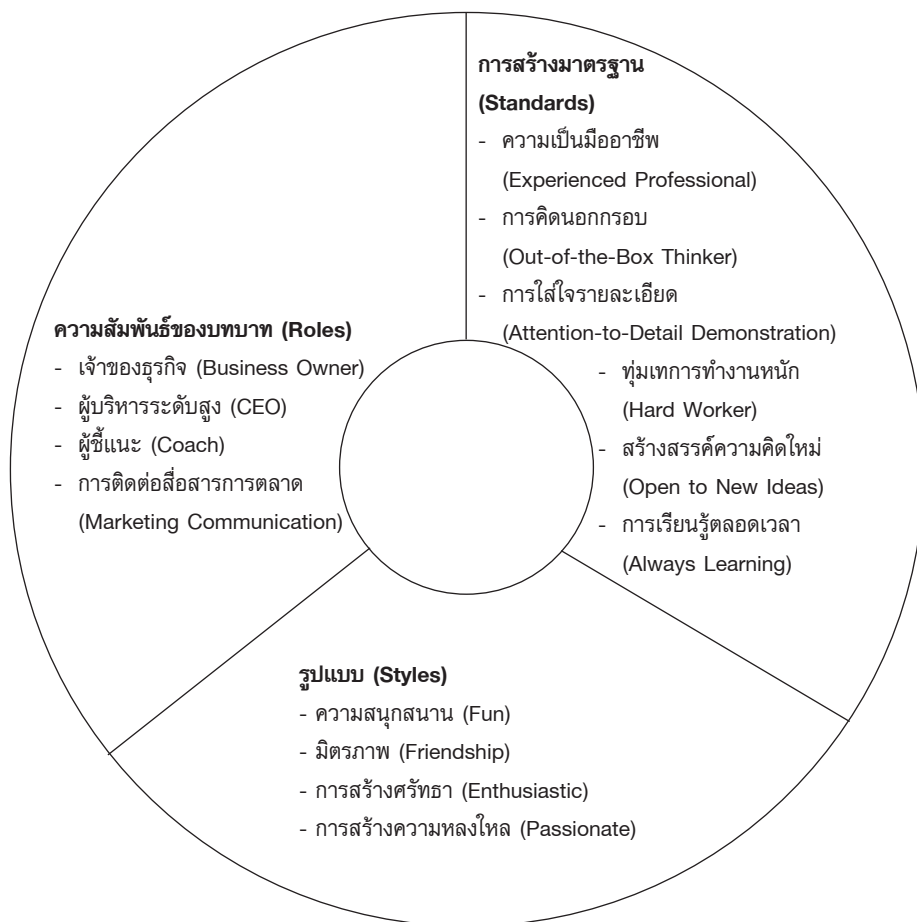 การสร้างมาตรฐาน
(Standards)
- ความเป็นมืออาชีพ
(Experienced Professional)
- การคิดนอกกรอบ
(Out-of-the-Box Thinker)
- การใส่ใจรายละเอียด
(Attention-to-Detail Demonstration)
- ทุ่มเทการทำงานหนัก
(Hard Worker)
- สร้างสรรค์ความคิดใหม่
(Open to New Ideas)
- การเรียนรู้ตลอดเวลา
(Always Learning)
ความสัมพันธ์ของบทบาท (Roles)
- เจ้าของธุรกิจ (Business Owner)
- ผู้บริหารระดับสูง (CEO)
- ผู้ชี้แนะ (Coach)
- การติดต่อสื่อสารการตลาด
(Marketing Communication)
รูปแบบ (Styles)
- ความสนุกสนาน (Fun)
- มิตรภาพ (Friendship)
- การสร้างศรัทธา (Enthusiastic)
- การสร้างความหลงใหล (Passionate)